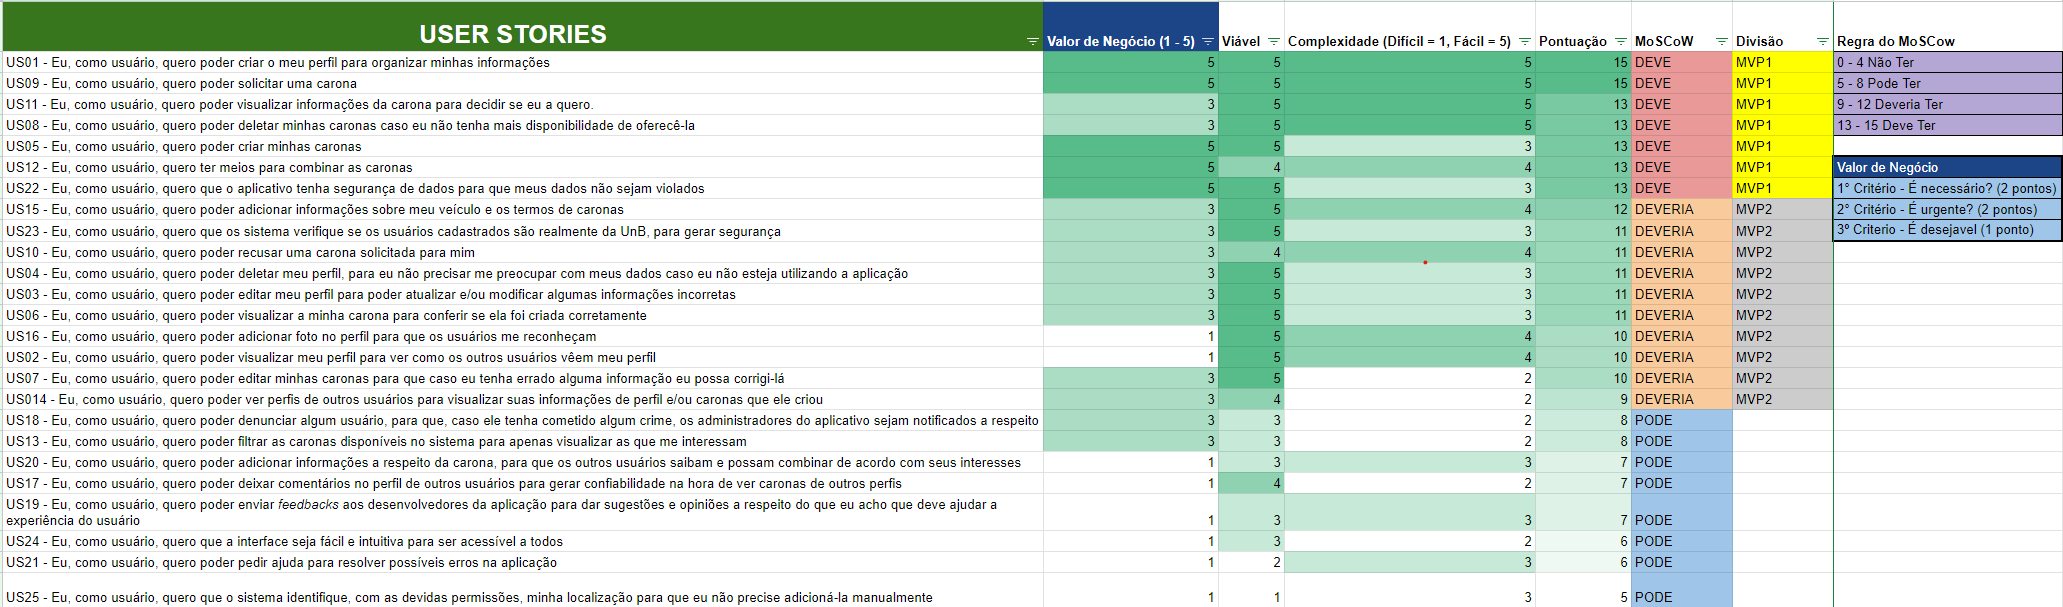 USER STORIES Valor de Negócio (1 - 5) Viável Complexidade (Difícil = 1, Fácil = 5) Pontuação MoSCoW Divisão Regra do MoSCow
US01 - Eu, como usuário, quero poder criar o meu perfil para organizar minhas informações 5 5 5 15 DEVE MVP1 0 - 4 Não Ter
US09 - Eu, como usuário, quero poder solicitar uma carona 5 5 5 15 DEVE MVP1 5 - 8 Pode Ter
US11 - Eu, como usuário, quero poder visualizar informações da carona para decidir se eu a quero. 3 5 5 13 DEVE MVP1 9 - 12 Deveria Ter
US08 - Eu, como usuário, quero poder deletar minhas caronas caso eu não tenha mais disponibilidade de oferecê-la 3 5 5 13 DEVE MVP1 13 - 15 Deve Ter
US05 - Eu, como usuário, quero poder criar minhas caronas 5 5 3 13 DEVE MVP1
US12 - Eu, como usuário, quero ter meios para combinar as caronas 5 4 4 13 DEVE MVP1 Valor de Negócio
US22 - Eu, como usuário, quero que o aplicativo tenha segurança de dados para que meus dados não sejam violados 5 5 3 13 DEVE MVP1 1° Critério - É necessário? (2 pontos)
US15 - Eu, como usuário, quero poder adicionar informações sobre meu veículo e os termos de caronas 3 5 4 12 DEVERIA MVP2 2° Critério - É urgente? (2 pontos)
US23 - Eu, como usuário, quero que os sistema verifique se os usuários cadastrados são realmente da UnB, para gerar segurança 3 5 3 11 DEVERIA MVP2 3º Criterio - É desejavel (1 ponto)
US10 - Eu, como usuário, quero poder recusar uma carona solicitada para mim 3 4 4 11 DEVERIA MVP2
US04 - Eu, como usuário, quero poder deletar meu perfil, para eu não precisar me preocupar com meus dados caso eu não esteja utilizando a aplicação 3 5 3 11 DEVERIA MVP2
US03 - Eu, como usuário, quero poder editar meu perfil para poder atualizar e/ou modificar algumas informações incorretas 3 5 3 11 DEVERIA MVP2
US06 - Eu, como usuário, quero poder visualizar a minha carona para conferir se ela foi criada corretamente 3 5 3 11 DEVERIA MVP2
US16 - Eu, como usuário, quero poder adicionar foto no perfil para que os usuários me reconheçam 1 5 4 10 DEVERIA MVP2
US02 - Eu, como usuário, quero poder visualizar meu perfil para ver como os outros usuários vêem meu perfil 1 5 4 10 DEVERIA MVP2
US07 - Eu, como usuário, quero poder editar minhas caronas para que caso eu tenha errado alguma informação eu possa corrigi-lá 3 5 2 10 DEVERIA MVP2
US014 - Eu, como usuário, quero poder ver perfis de outros usuários para visualizar suas informações de perfil e/ou caronas que ele criou 3 4 2 9 DEVERIA MVP2
US18 - Eu, como usuário, quero poder denunciar algum usuário, para que, caso ele tenha cometido algum crime, os administradores do aplicativo sejam notificados a respeito 3 3 2 8 PODE
US13 - Eu, como usuário, quero poder filtrar as caronas disponíveis no sistema para apenas visualizar as que me interessam 3 3 2 8 PODE
US20 - Eu, como usuário, quero poder adicionar informações a respeito da carona, para que os outros usuários saibam e possam combinar de acordo com seus interesses 1 3 3 7 PODE
US17 - Eu, como usuário, quero poder deixar comentários no perfil de outros usuários para gerar confiabilidade na hora de ver caronas de outros perfis 1 4 2 7 PODE
US19 - Eu, como usuário, quero poder enviar feedbacks aos desenvolvedores da aplicação para dar sugestões e opiniões a respeito do que eu acho que deve ajudar a
experiência do usuário 1 3 3 7 PODE
US24 - Eu, como usuário, quero que a interface seja fácil e intuitiva para ser acessível a todos 1 3 2 6 PODE
US21 - Eu, como usuário, quero poder pedir ajuda para resolver possíveis erros na aplicação 1 2 3 6 PODE
US25 - Eu, como usuário, quero que o sistema identifique, com as devidas permissões, minha localização para que eu não precise adicioná-la manualmente 1 1 3 5 PODE